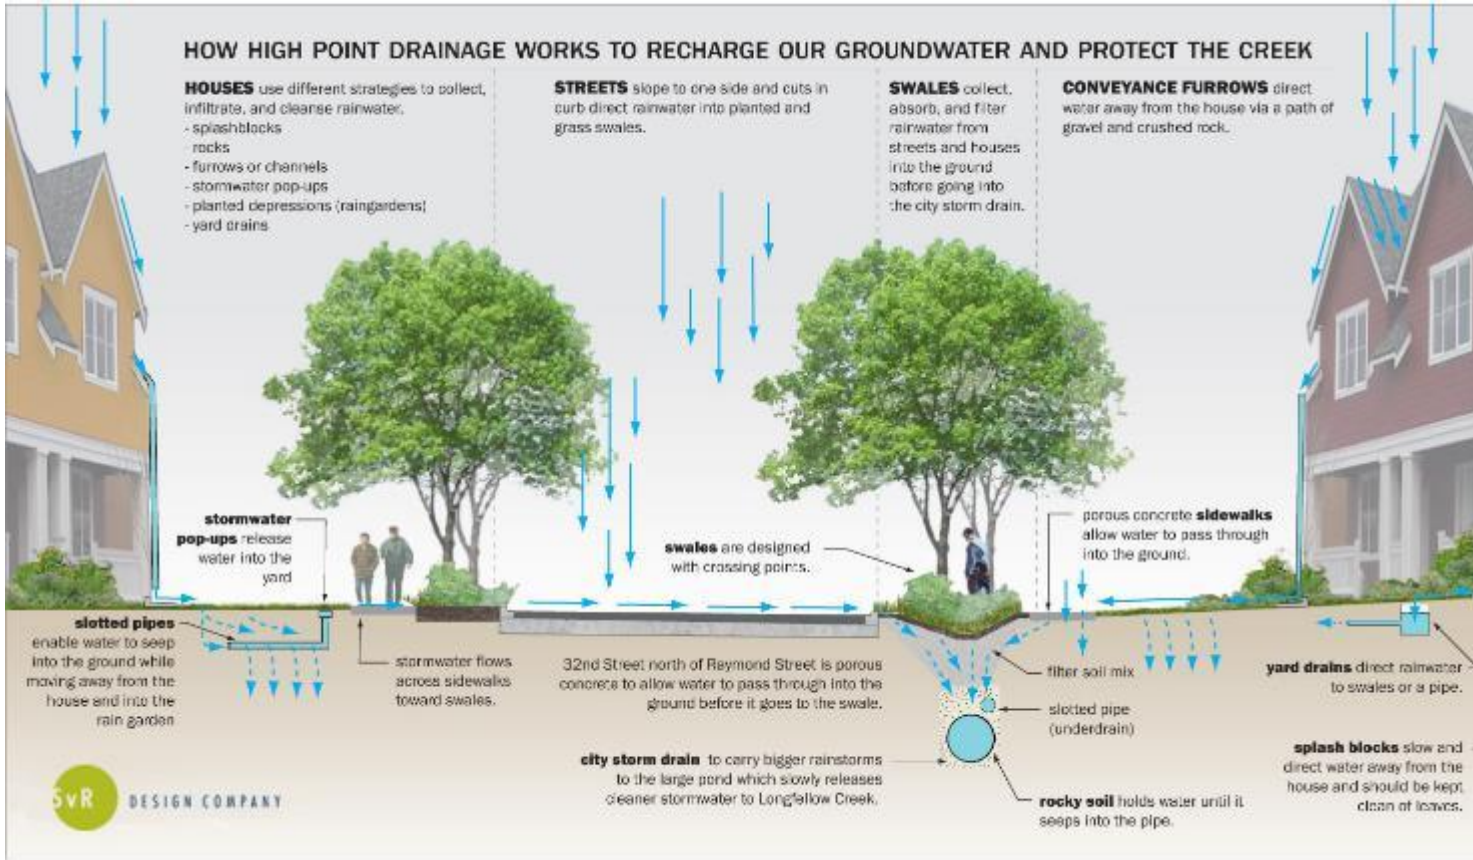 HOW HIGH POINT DRAINAGE WORKS TO RECHARGE OUR GROUNDWATER AND PROTECT THE CREEK
HOUSES use different strategies to collect,
infiltrate, and cleanse rainwater.
- splashblocks
- rocks
- furrows or channels
- stormwater pop-ups
- planted depressions (raingardens)
- yard drains
STREETS slope to one side and cuts in
curb direct rainwater into planted and
grass swales.
SWALES collect,
absorb, and filter
rainwater from
streets and houses
into the ground
before going into
the city storm drain.
CONVEYANCE FURROWS direct
water away from the house via a path of
gravel and crushed rock.
stormwater
pop-ups release
water into the
yard
swales are designed
with crossing points.
porous concrete sidewalks
allow water to pass through
into the ground.
slotted pipes
enable water to seep
into the ground while
moving away from the
house and into the
rain garden
stormwater flows
across sidewalks
toward swales.
32nd Street north of Raymond Street is porous
concrete to allow water to pass through into the
ground before it goes to the swale.
filter soil mix
slotted pipe
(underdrain)
yard drains direct rainwater
to swales or a pipe.
city storm drain to carry bigger rainstorms
to the large pond which slowly releases
cleaner stormwater to Longfellow Creek.
rocky soil holds water until it
seeps into the pipe.
splash blocks slow and
direct water away from the
house and should be kept
clean of leaves.
SvR DESIGN COMPANY